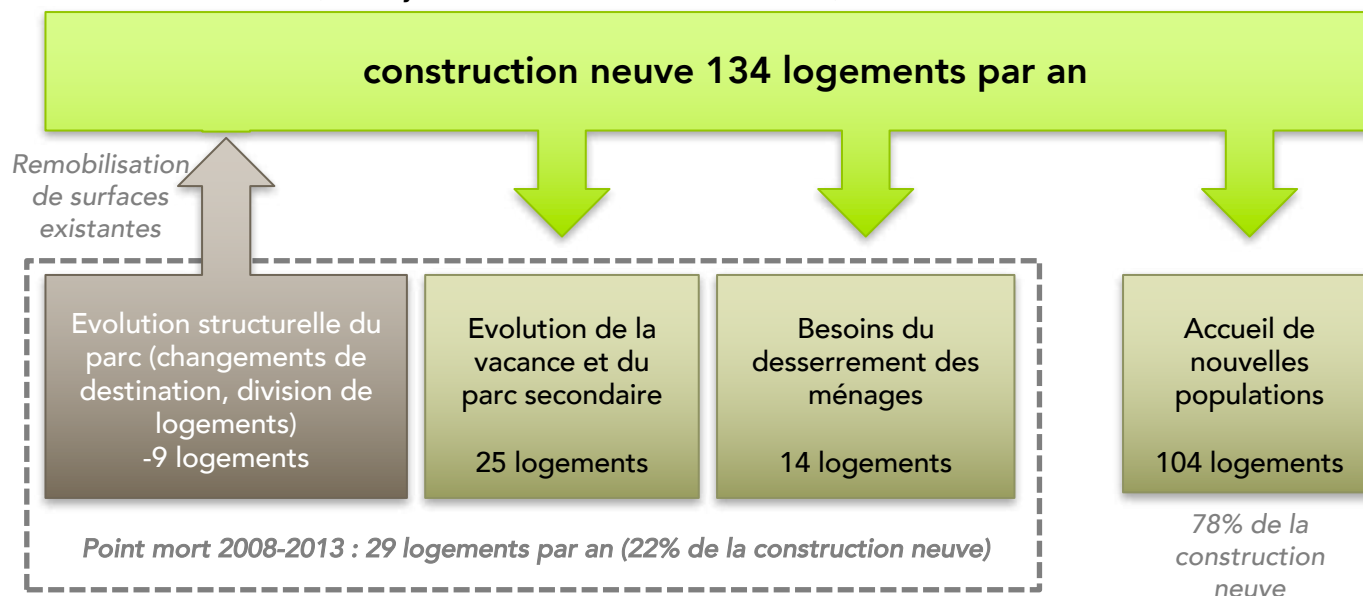 construction neuve 134 logements par an
Remobilisation
de surfaces
existantes
Evolution structurelle du
parc (changements de
destination, division de
logements)
-9 logements
Evolution de la
vacance et du
parc secondaire
25 logements
Besoins du
desserrement des
ménages
14 logements
Accueil de
nouvelles
populations
104 logements
Point mort 2008-2013 : 29 logements par an (22% de la construction neuve)
78% de la
construction
neuve